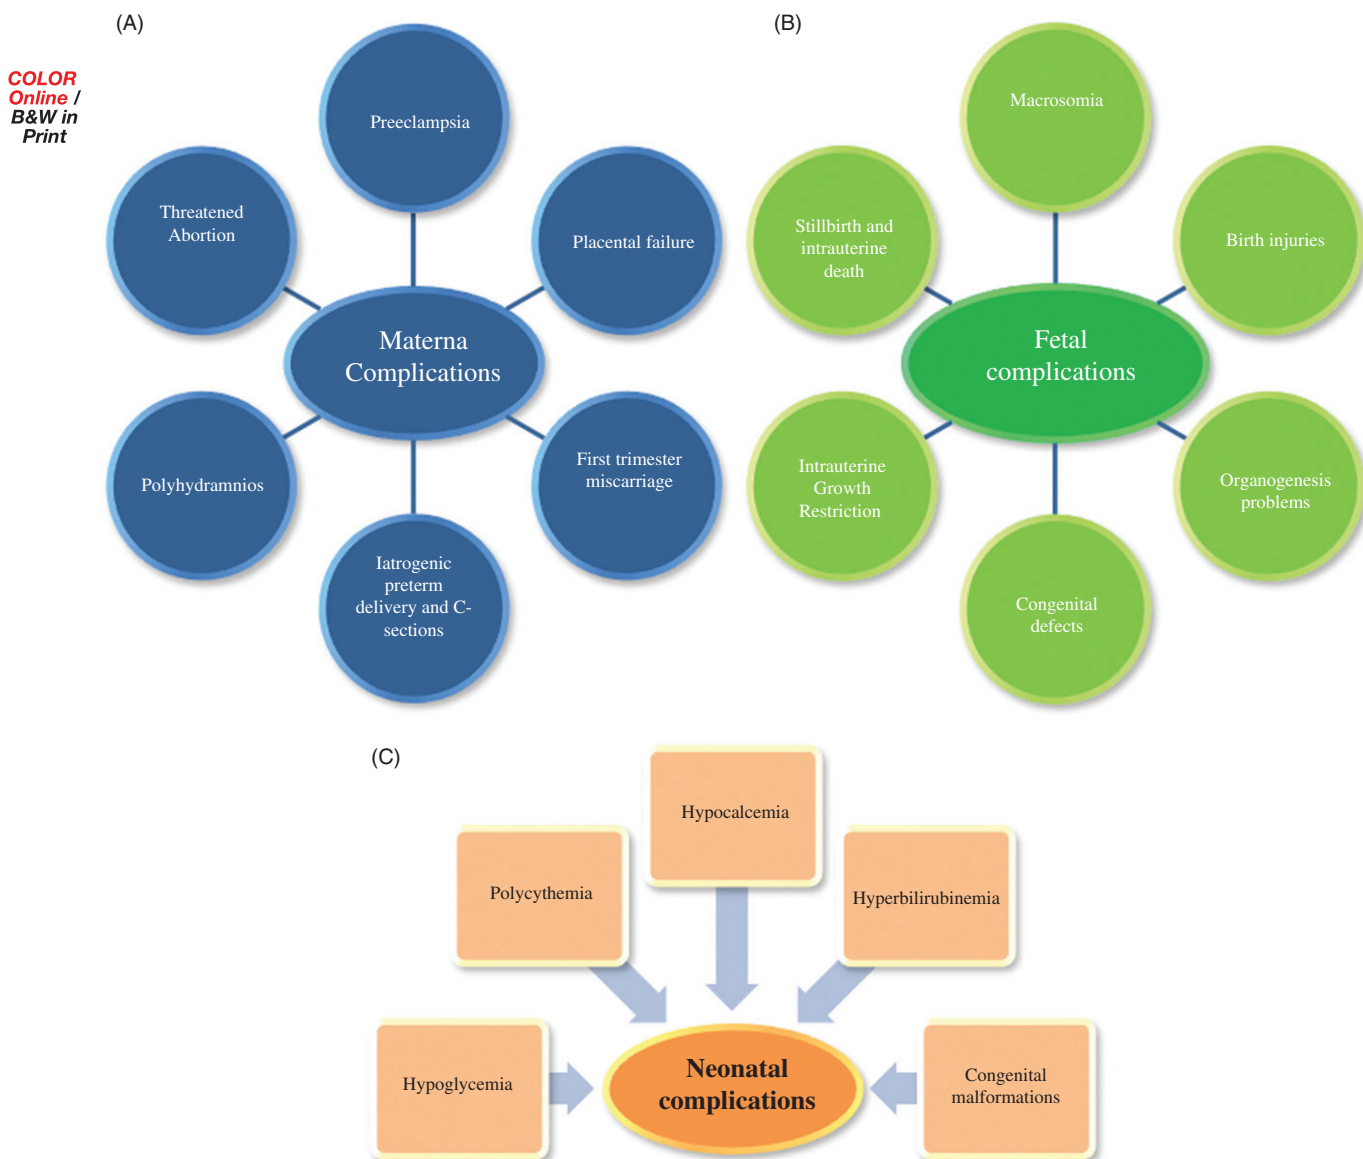 (A)
(B)
COLOR
Online /
B&W in
Print
Preeclampsia
Threatened
Abortion
Placental failure
Materna
Complications
Polyhydramnios
First trimester
miscarriage
Iatrogenic
preterm
delivery and C-
sections
Macrosomia
Stillbirth and
intrauterine
death
Birth injuries
Fetal
complications
Intrauterine
Growth
Restriction
Organogenesis
problems
Congenital
defects
(C)
Hypocalcemia
Polycythemia
Hyperbilirubinemia
Hypoglycemia
Neonatal
complications
Congenital
malformations